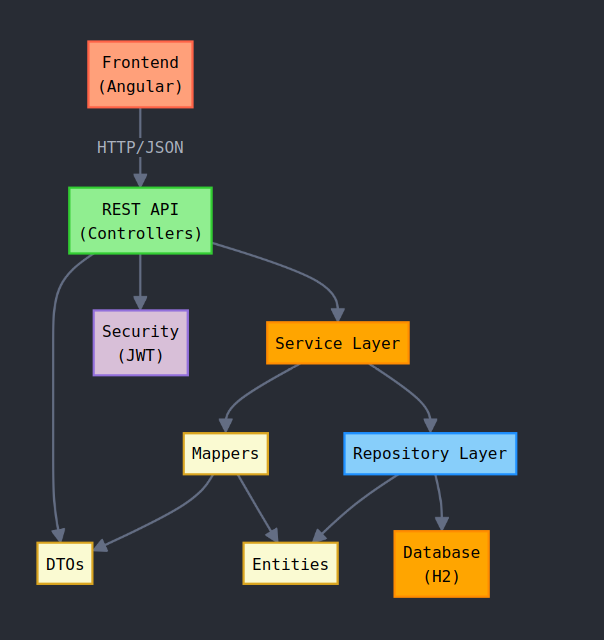 Frontend
(Angular)
HTTP/JSON
REST API
(Controllers)
Security
(JWT)
Service Layer
Mappers
Repository Layer
DTOs
Entities
Database
(H2)